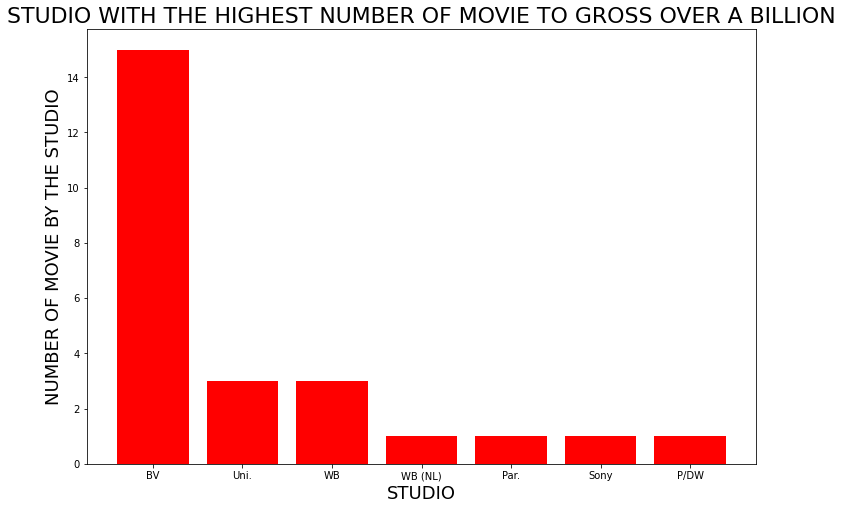 STUDIO WITH THE HIGHEST NUMBER OF MOVIE TO GROSS OVER A BILLION
NUMBER OF MOVIE BY THE STUDIO
14
12
10
8
6
4
2
0
BV Uni. WB WB (NL) Par. Sony P/DW
STUDIO